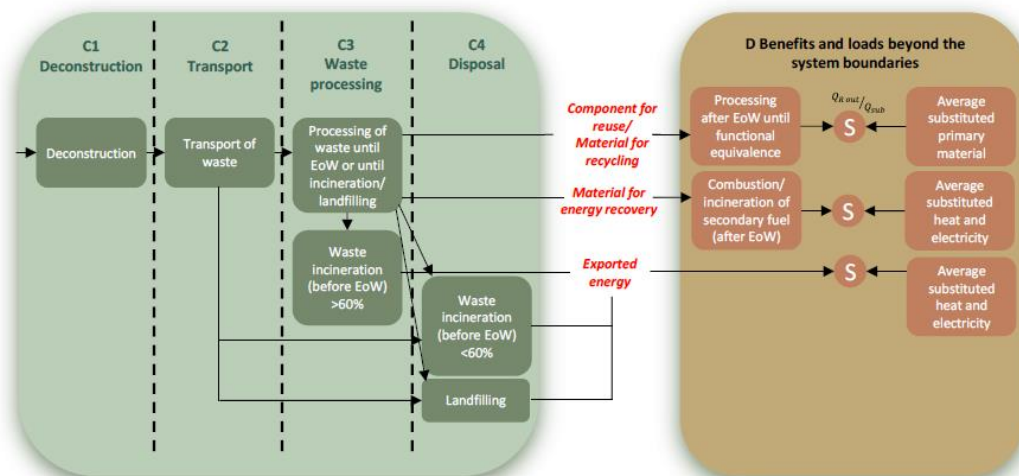 C1
Deconstruction
C2
Transport
C3
Waste
processing
C4
Disposal
D Benefits and loads beyond the
system boundaries
Deconstruction
Transport of
waste
Processing of
waste until
EoW or until
incineration/
landfilling
Waste
incineration
(before EoW)
>60%
Waste
incineration
(before EoW)
<60%
Landfilling
Component for
reuse/
Material for
recycling
Material for
energy recovery
Exported
energy
Processing
after EoW until
functional
equivalence
Q_R out/Q_sub
S
Average
substituted
primary
material
Combustion/
incineration of
secondary fuel
(after EoW)
S
Average
substituted
heat and
electricity
S
Average
substituted
heat and
electricity